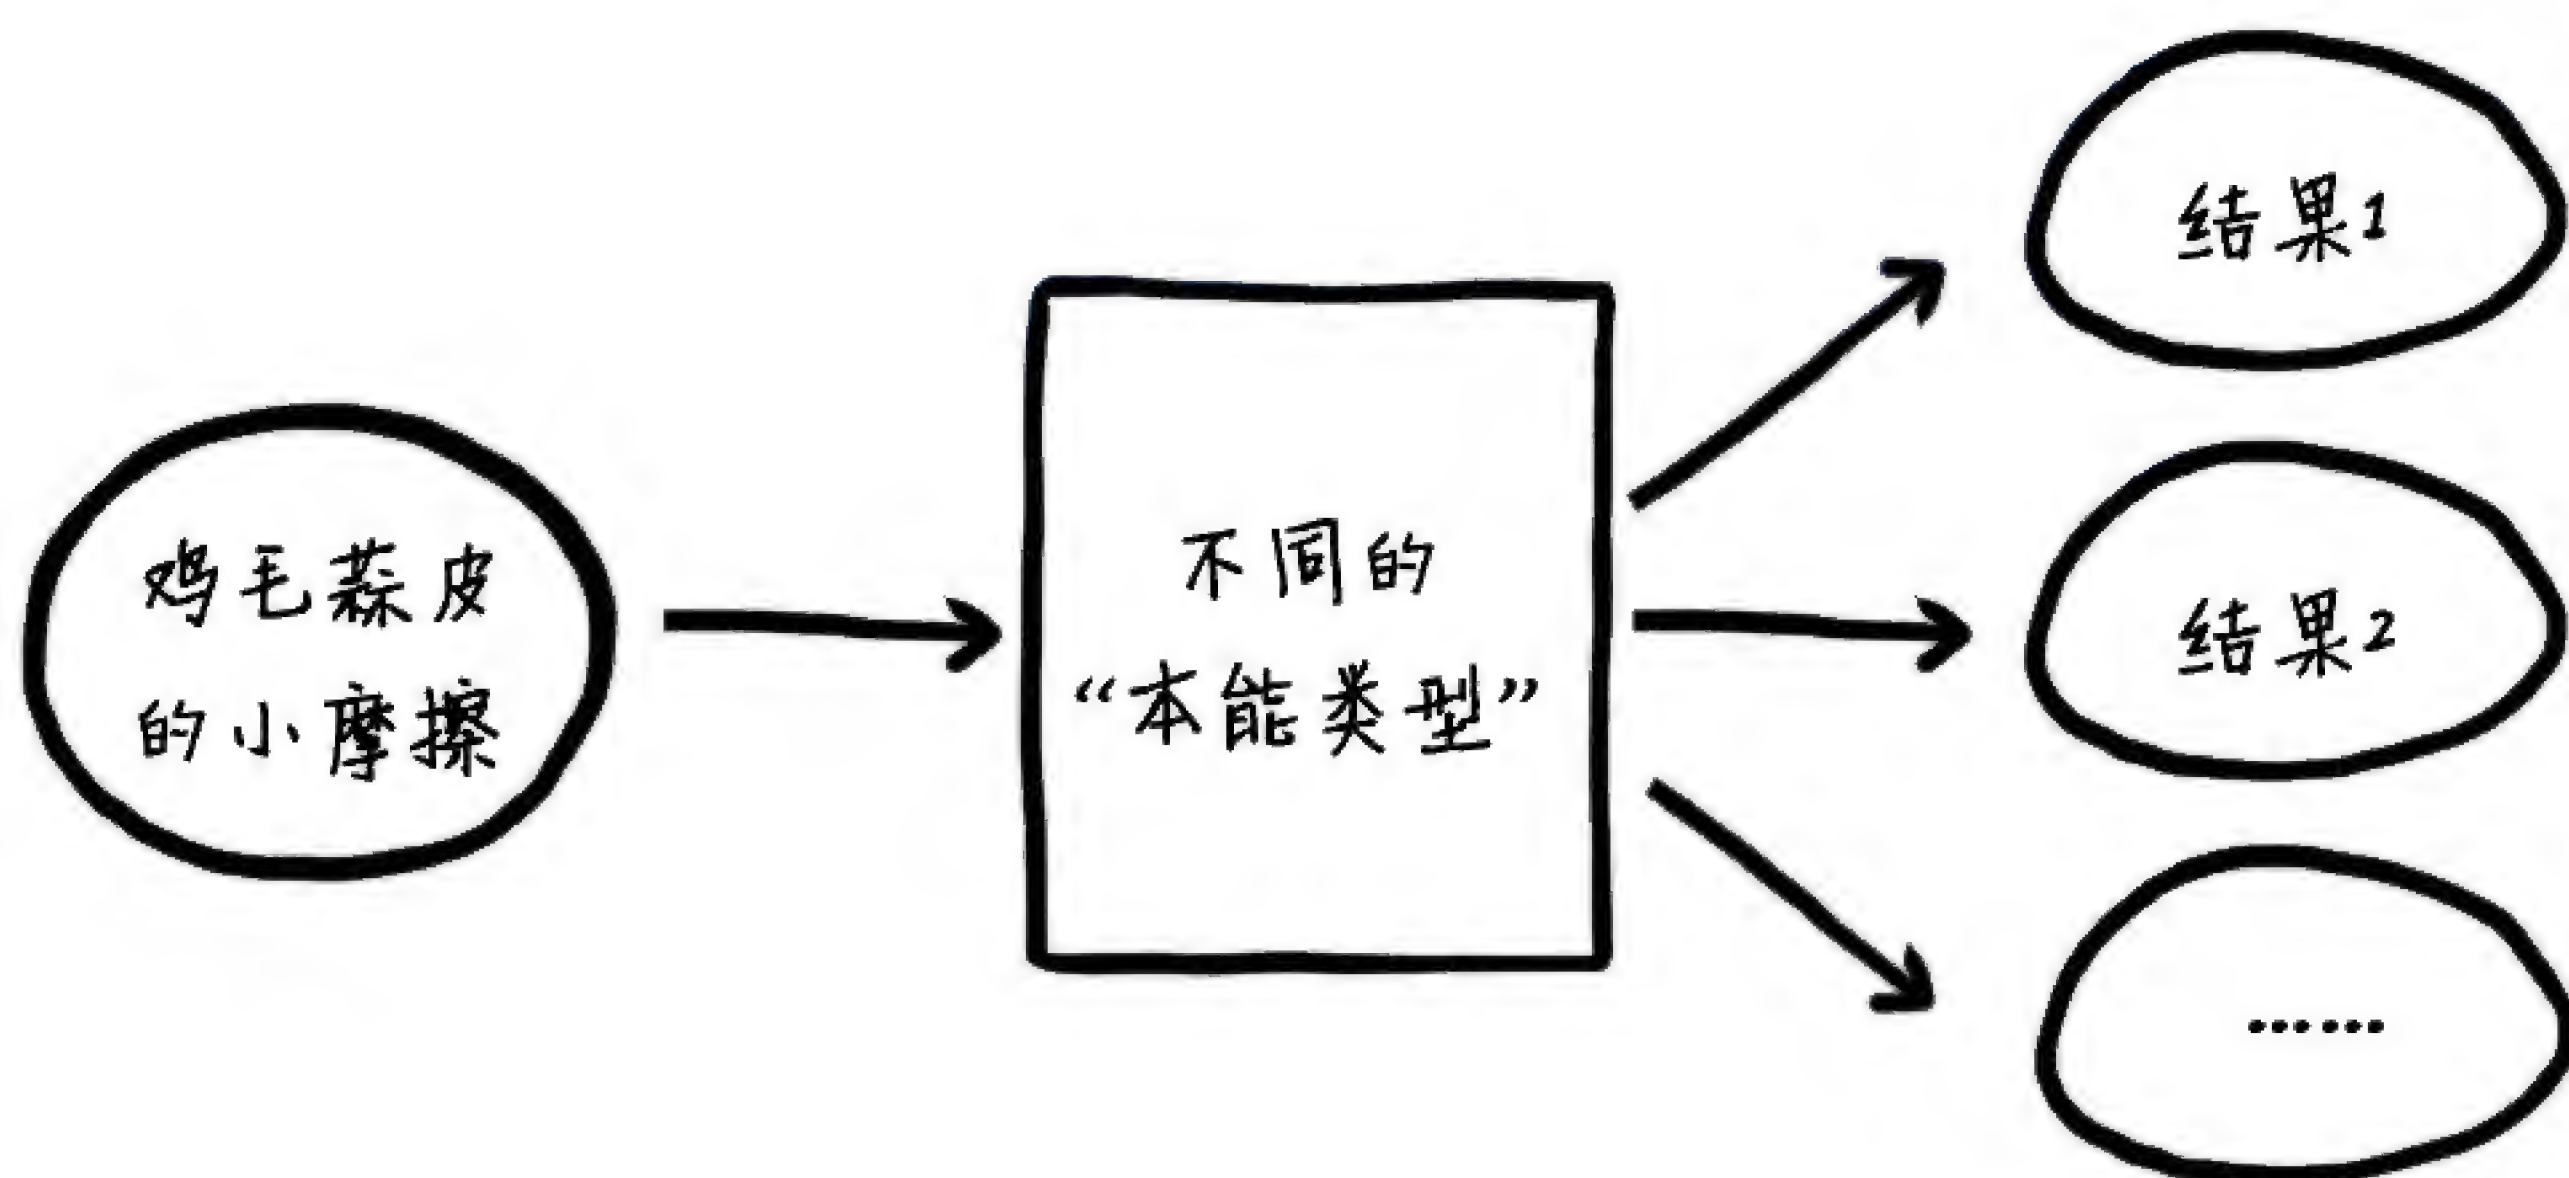 鸡毛蒜皮
的小摩擦
不同的
“本能类型”
结果1
结果2
……